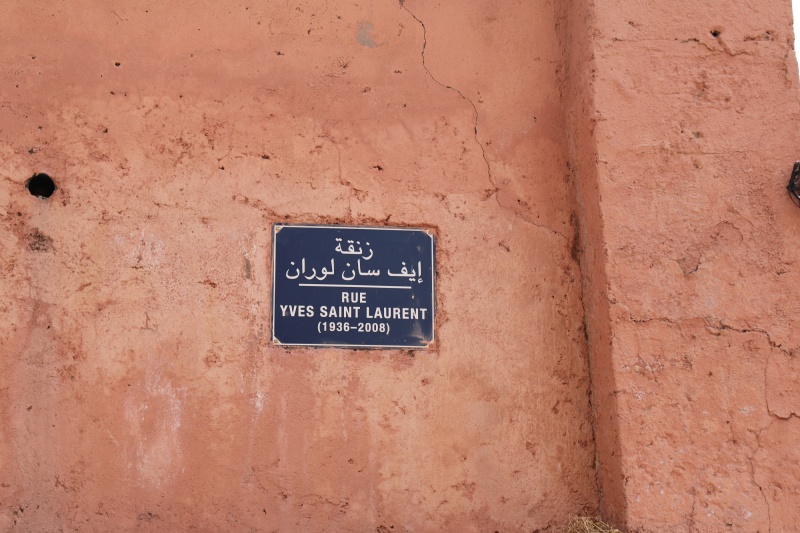 زنقة
إيف سان لوران
RUE
YVES SAINT LAURENT
(1936–2008)